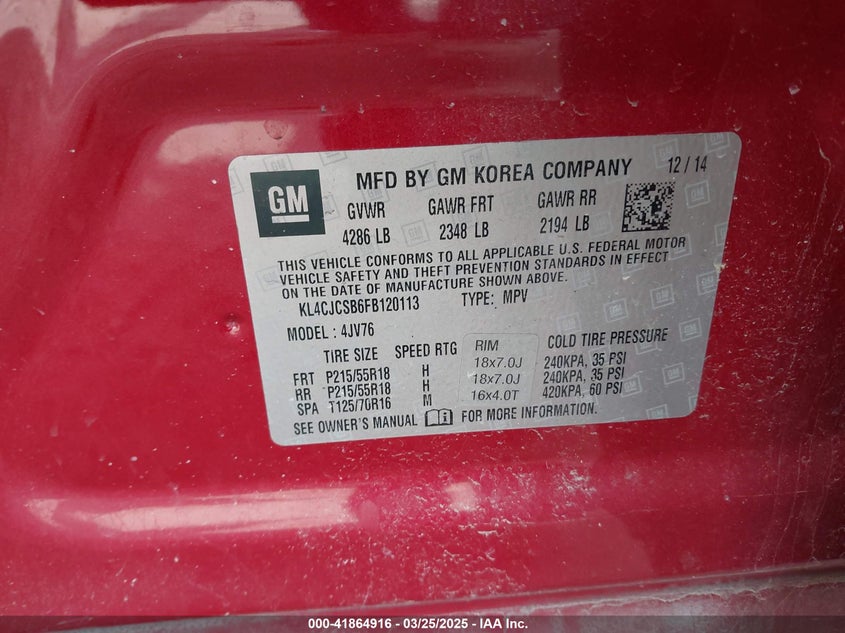 GM
MFD BY GM KOREA COMPANY 12 / 14
GVWR GAWR FRT GAWR RR
4286 LB 2348 LB 2194 LB
THIS VEHICLE CONFORMS TO ALL APPLICABLE U.S. FEDERAL MOTOR
VEHICLE SAFETY AND THEFT PREVENTION STANDARDS IN EFFECT
ON THE DATE OF MANUFACTURE SHOWN ABOVE.
KL4CJCSB6FB120113 TYPE: MPV
MODEL: 4JV76
TIRE SIZE SPEED RTG RIM COLD TIRE PRESSURE
FRT P215/55R18 H 18x7.0J 240KPA, 35 PSI
RR P215/55R18 H 18x7.0J 240KPA, 35 PSI
SPA T125/70R16 M 16x4.0T 420KPA, 60 PSI
SEE OWNER'S MANUAL FOR MORE INFORMATION.
000-41864916 - 03/25/2025 - IAA Inc.